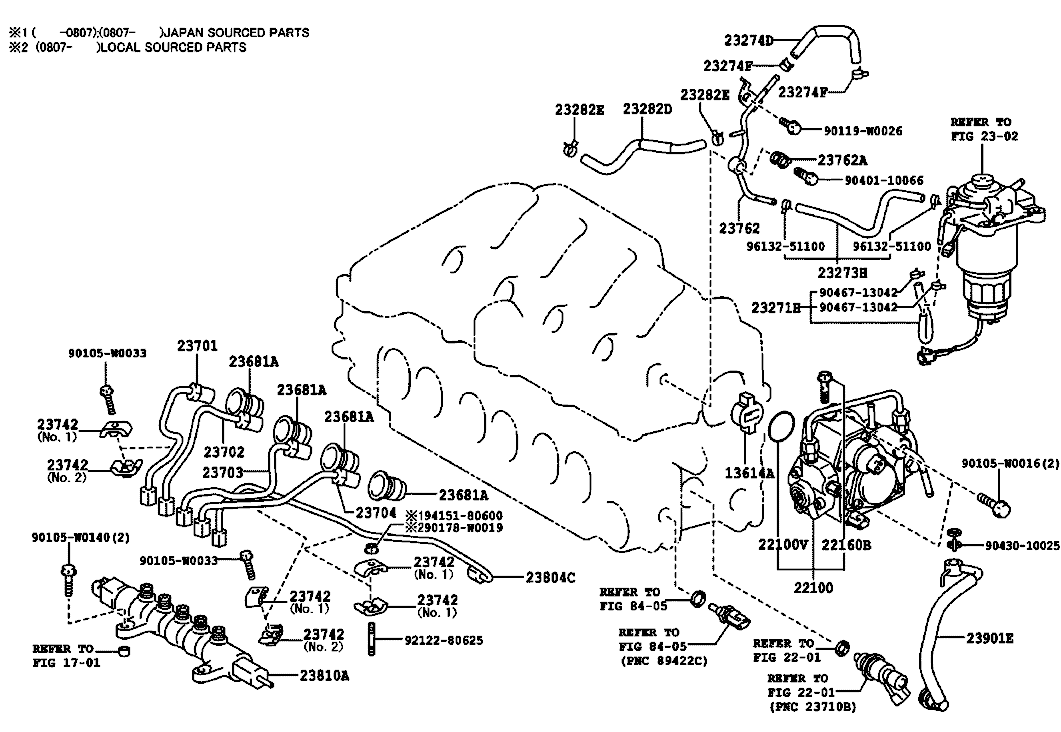 ※1 (    -0807);(0807-    )JAPAN SOURCED PARTS
※2 (0807-    )LOCAL SOURCED PARTS
23274D
23274F
23274F
23282E
23282D
23282E
90119-W0026
REFER TO
FIG 23-02
23762A
90401-10066
23762
96132-51100
96132-51100
23273H
90467-13042
23271E
90467-13042
23701
90105-W0033
23681A
23681A
23681A
23742
(No. 1)
23702
23742
(No. 2)
23703
23681A
13614A
90105-W0016(2)
23704
※194151-80600
※290178-W0019
90105-W0140(2)
90105-W0033
23742
(No. 1)
23804C
22100V
22160B
90430-10025
22100
23742
(No. 1)
23742
(No. 1)
REFER TO
FIG 84-05
23742
(No. 2)
92122-80625
REFER TO
FIG 84-05
(PNC 89422C)
REFER TO
FIG 22-01
23901E
REFER TO
FIG 17-01
23810A
REFER TO
FIG 22-01
(PNC 23710B)